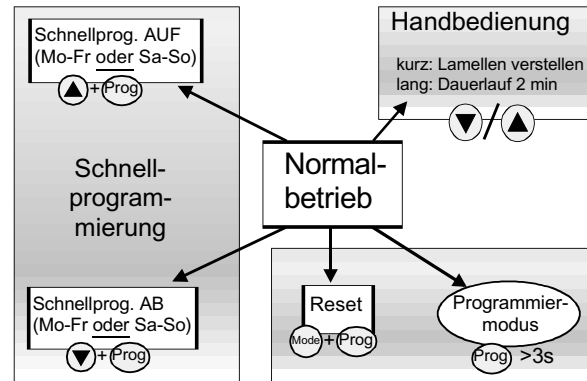 Schnellprog. AUF
(Mo-Fr oder Sa-So)
+Prog
Schnell-
program-
mierung
Schnellprog. AB
(Mo-Fr oder Sa-So)
+Prog
Normal-
betrieb
Handbedienung
kurz: Lamellen verstellen
lang: Dauerlauf 2 min
/
Reset
Mode+Prog
Programmier-
modus
Prog >3s